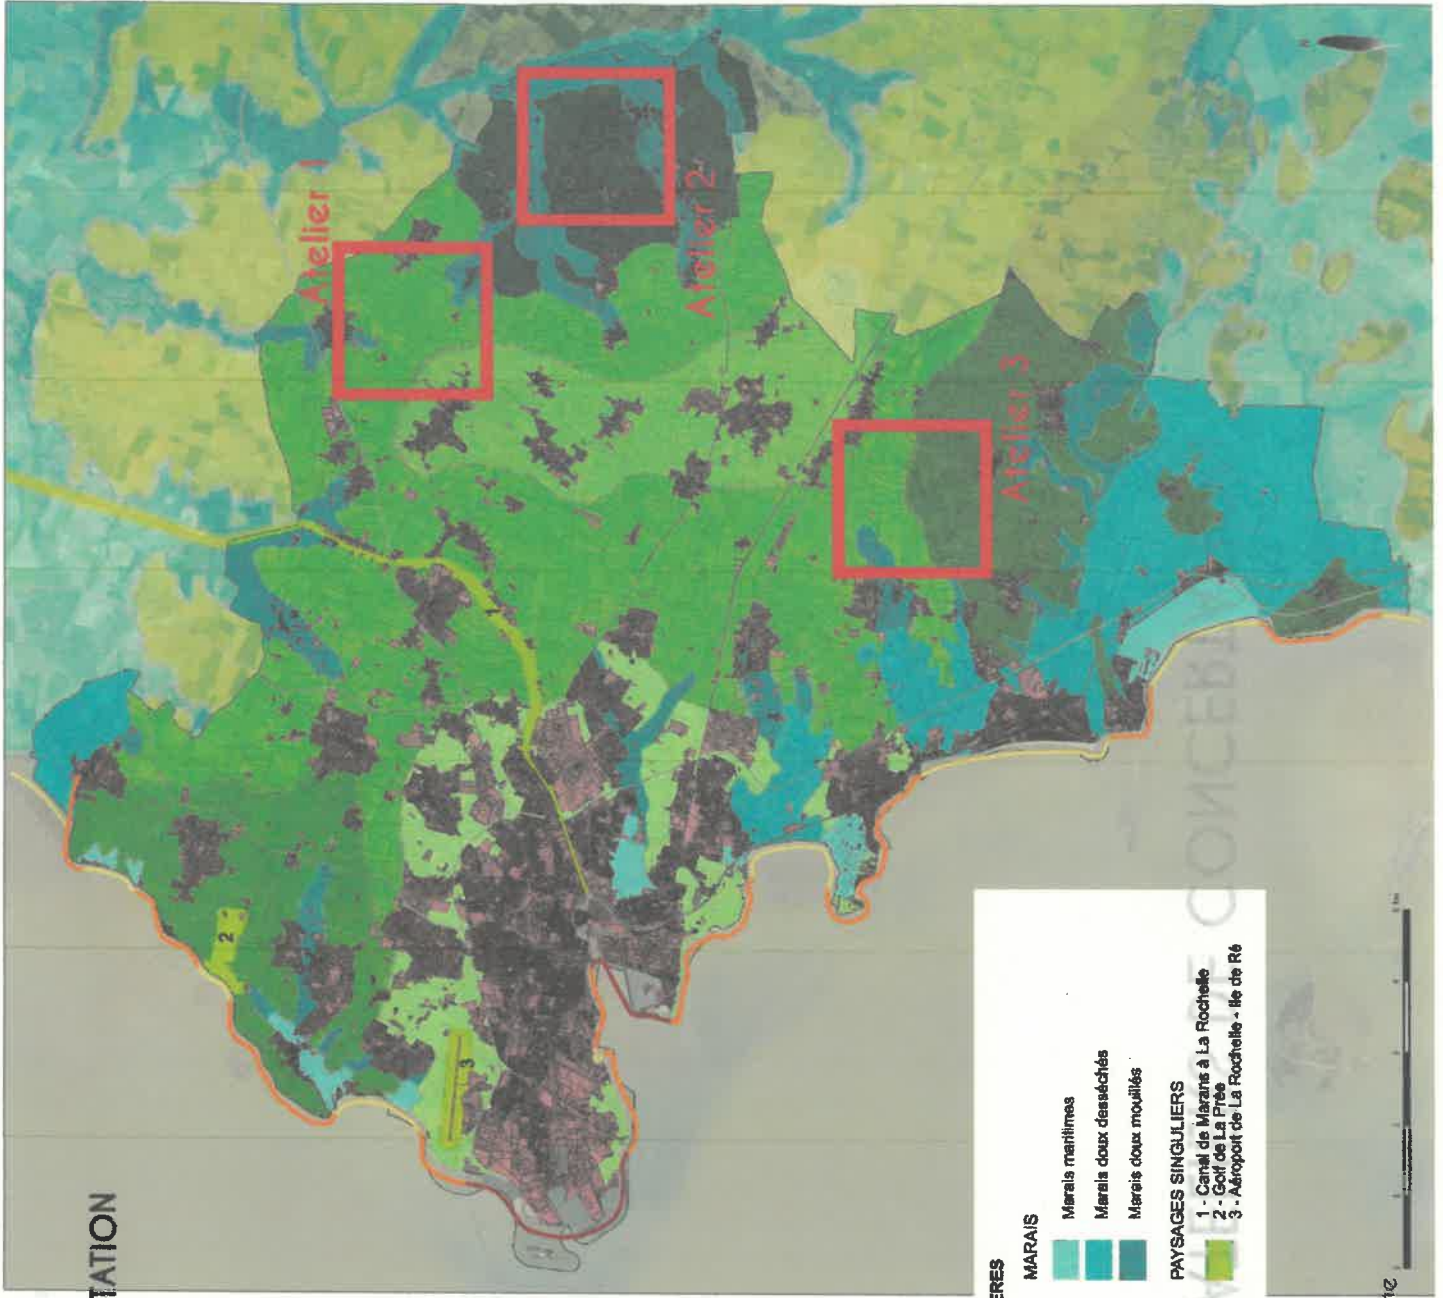 TATION
Atelier 1
Atelier 2
Atelier 3
1
2
3
N
ERES
MARAIS
Marais maritimes
Marais doux desséchés
Marais doux mouillés
PAYSAGES SINGULIERS
1 - Canal de Marans à La Rochelle
2 - Golf de La Prée
3 - Aéroport de La Rochelle - Ile de Ré